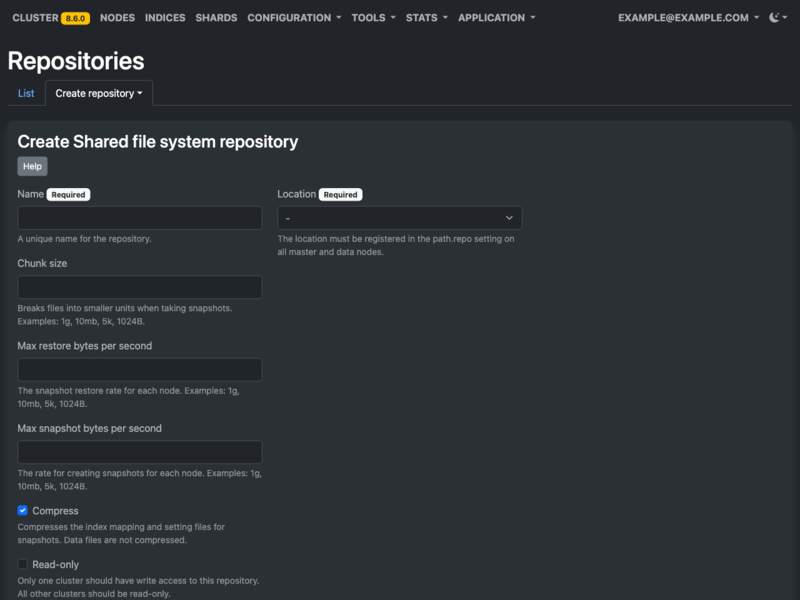 CLUSTER 8.6.0 NODES INDICES SHARDS CONFIGURATION TOOLS STATS APPLICATION EXAMPLE@EXAMPLE.COM
Repositories
List Create repository
Create Shared file system repository
Help
Name Required
A unique name for the repository.
Chunk size
Breaks files into smaller units when taking snapshots.
Examples: 1g, 10mb, 5k, 1024B.
Max restore bytes per second
The snapshot restore rate for each node. Examples: 1g,
10mb, 5k, 1024B.
Max snapshot bytes per second
The rate for creating snapshots for each node. Examples: 1g,
10mb, 5k, 1024B.
Compress
Compresses the index mapping and setting files for
snapshots. Data files are not compressed.
Read-only
Only one cluster should have write access to this repository.
All other clusters should be read-only.
Location Required
–
The location must be registered in the path.repo setting on
all master and data nodes.